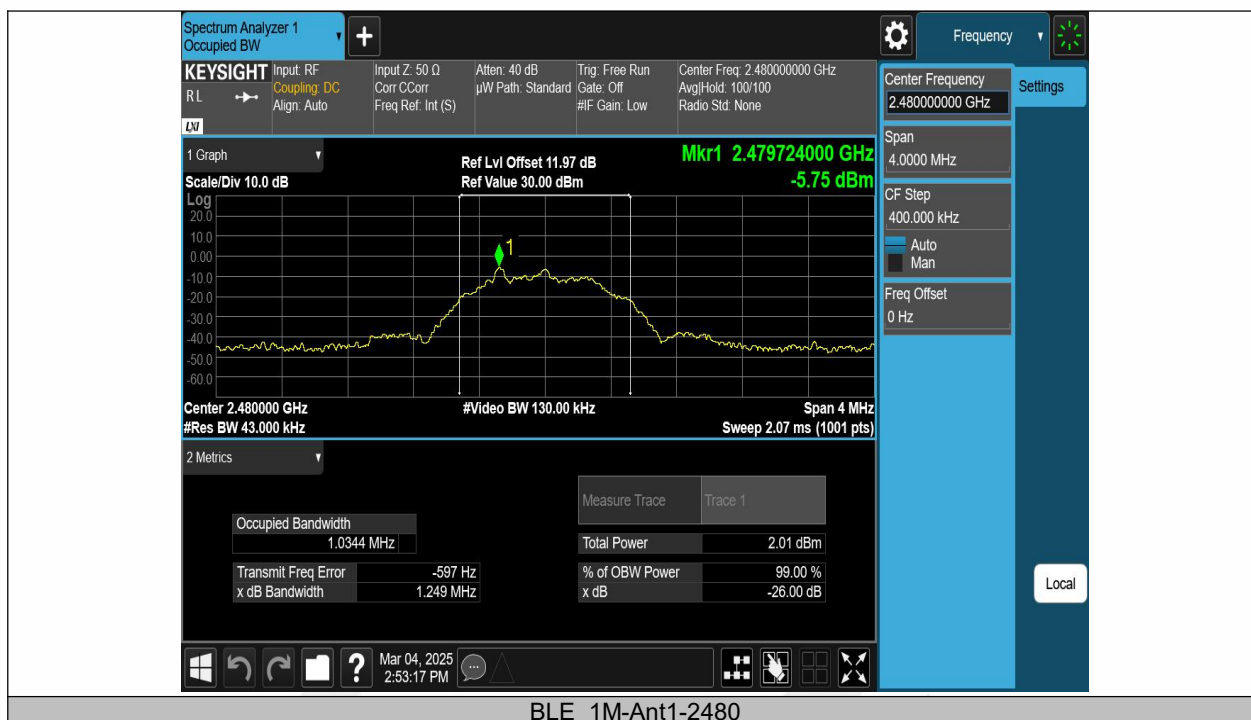 Spectrum Analyzer 1
Occupied BW
+
Frequency
KEYSIGHT
RL
LXI
Input: RF
Coupling: DC
Align: Auto
Input Z: 50 Ω
Corr CCorr
Freq Ref: Int (S)
Atten: 40 dB
µW Path: Standard
Trig: Free Run
Gate: Off
#IF Gain: Low
Center Freq: 2.480000000 GHz
Avg|Hold: 100/100
Radio Std: None
Center Frequency
2.480000000 GHz
Settings
Span
4.0000 MHz
CF Step
400.000 kHz
Auto
Man
Freq Offset
0 Hz
Local
1 Graph
Scale/Div 10.0 dB
Ref Lvl Offset 11.97 dB
Ref Value 30.00 dBm
Mkr1 2.479724000 GHz
-5.75 dBm
Log
20.0
10.0
0.00
-10.0
-20.0
-30.0
-40.0
-50.0
-60.0
1
Center 2.480000 GHz
#Res BW 43.000 kHz
#Video BW 130.00 kHz
Span 4 MHz
Sweep 2.07 ms (1001 pts)
2 Metrics
Measure Trace Trace 1
Occupied Bandwidth
1.0344 MHz
Total Power 2.01 dBm
Transmit Freq Error -597 Hz
% of OBW Power 99.00 %
x dB Bandwidth 1.249 MHz
x dB -26.00 dB
?
Mar 04, 2025
2:53:17 PM
BLE_1M-Ant1-2480